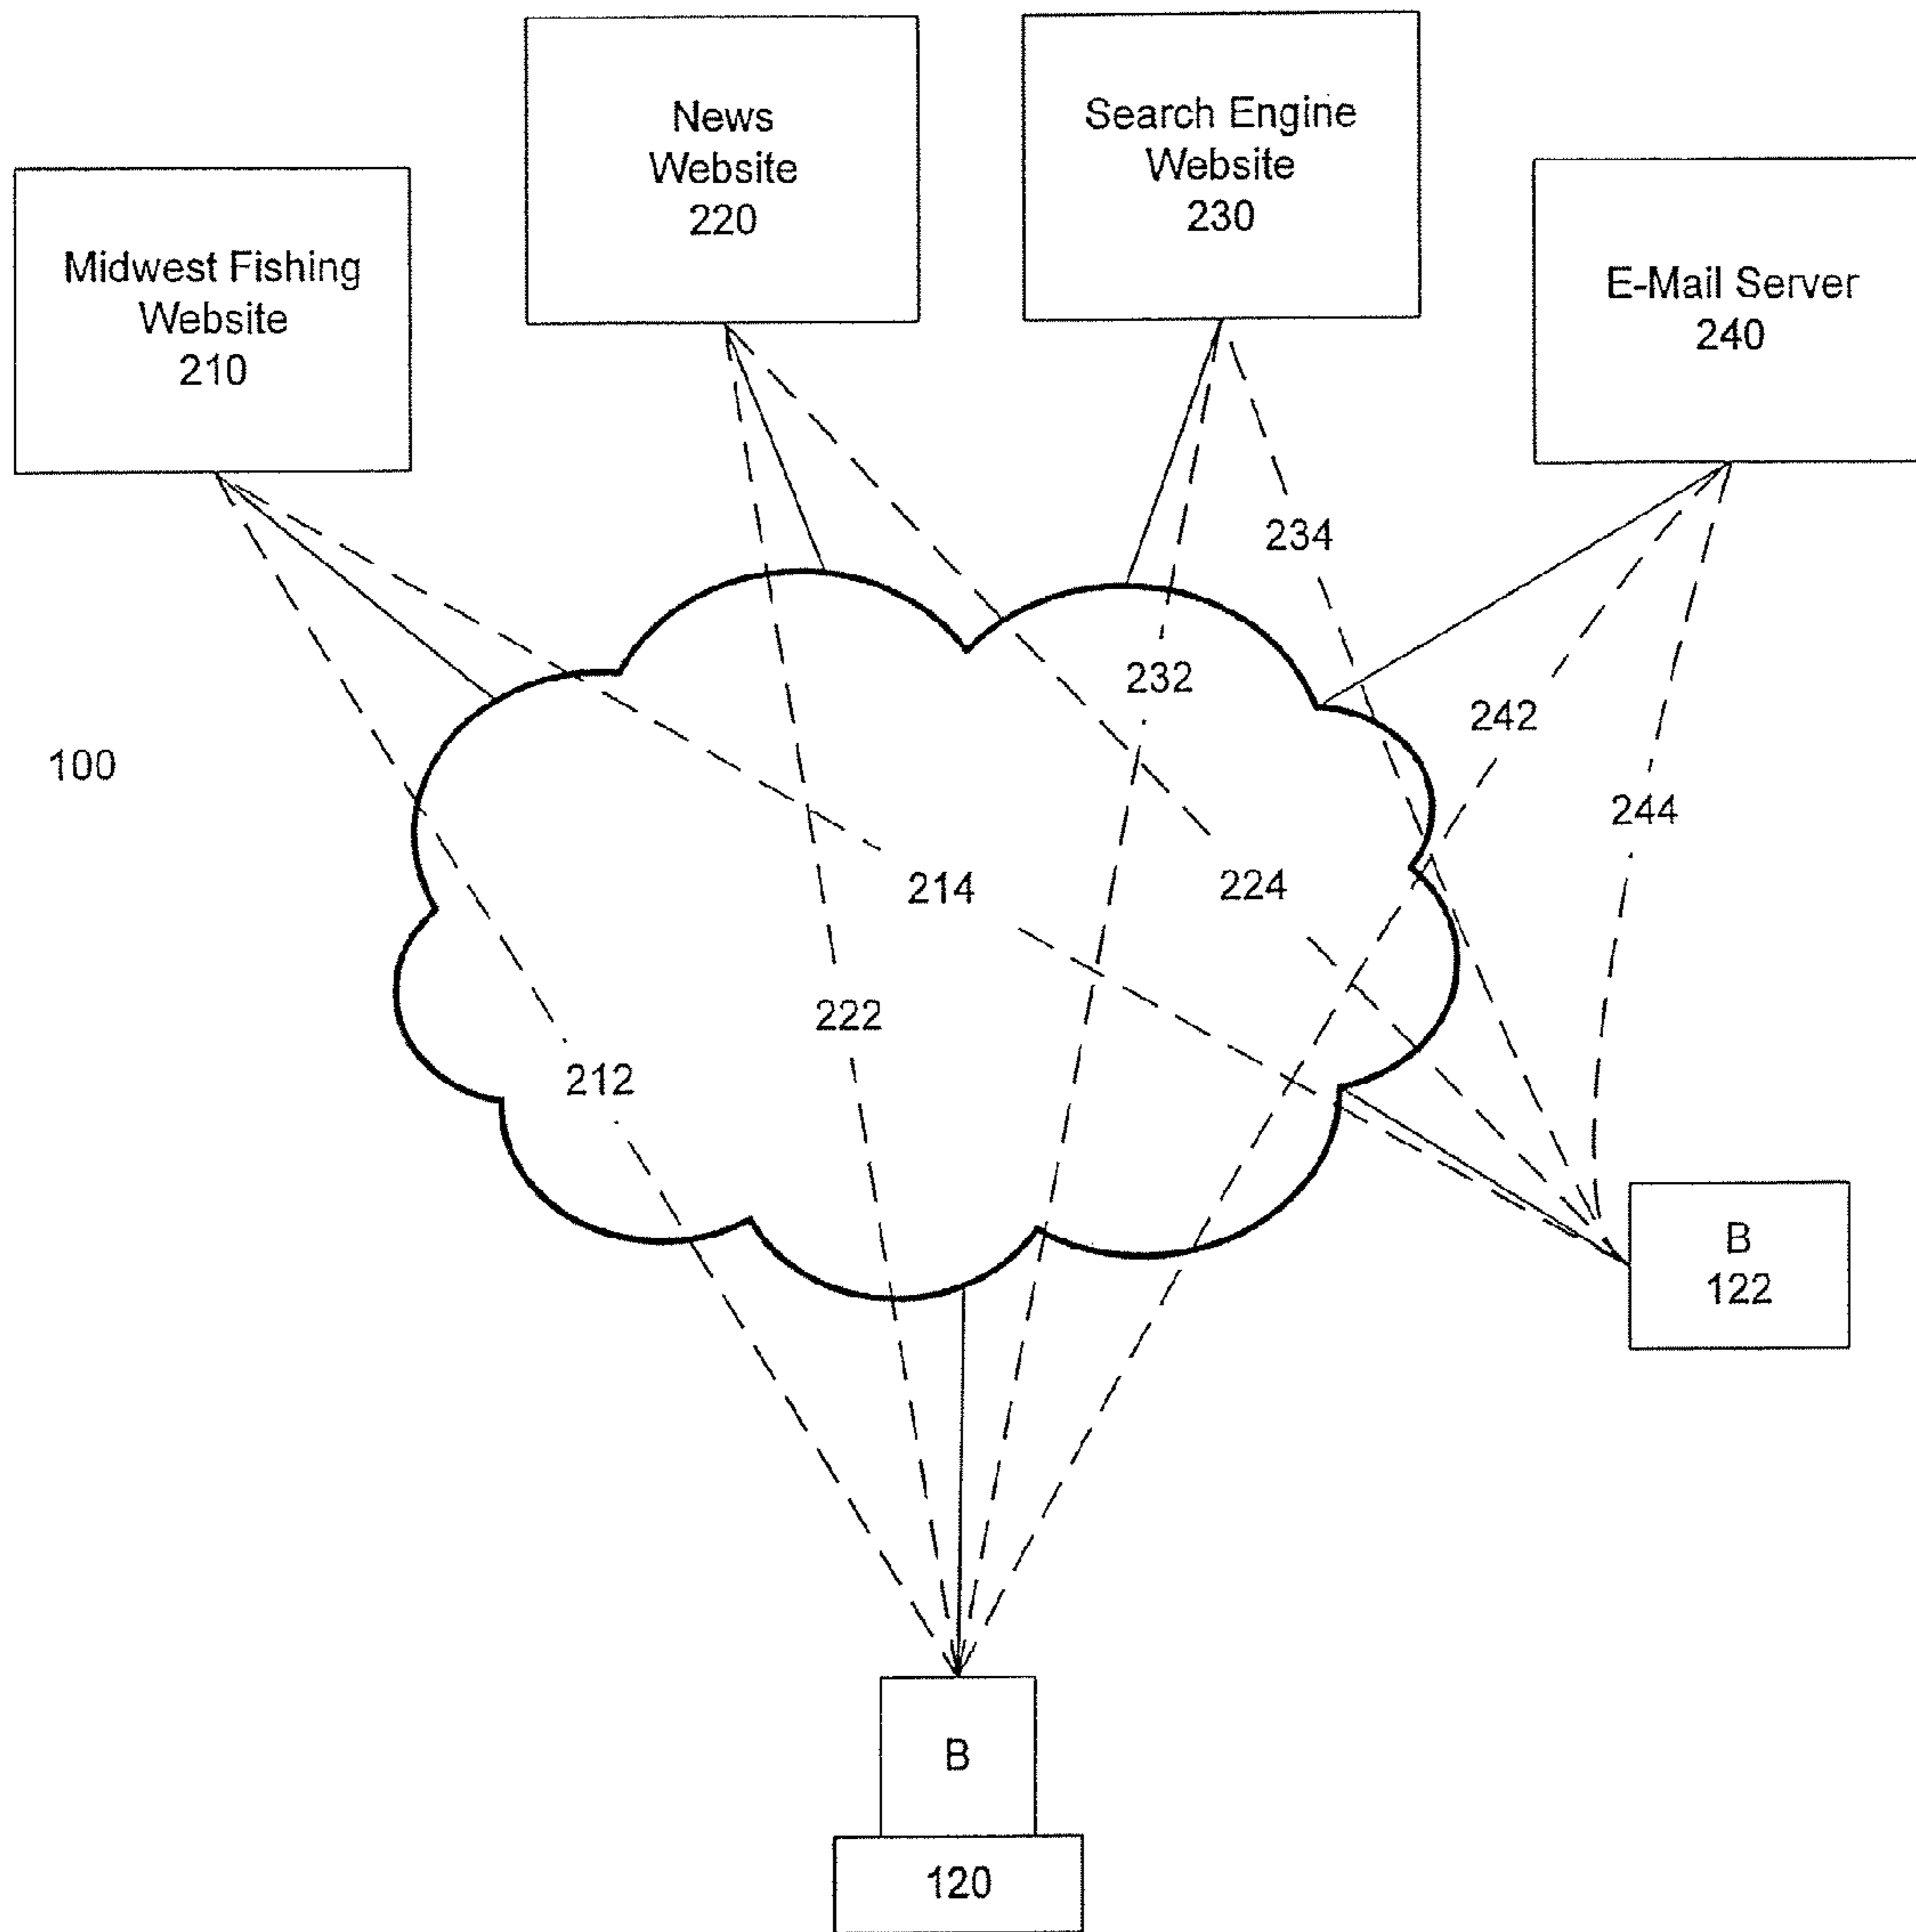 News
Website
220
Search Engine
Website
230
Midwest Fishing
Website
210
E-Mail Server
240
234
232
242
100
244
214
224
222
212
B
122
B
120